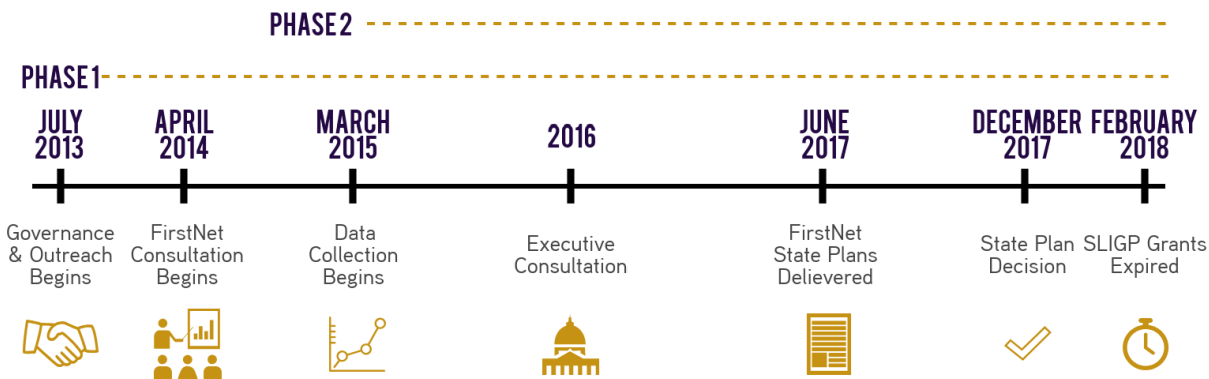 PHASE 2
PHASE 1
JULY
2013
APRIL
2014
MARCH
2015
2016
JUNE
2017
DECEMBER
2017
FEBRUARY
2018
Governance
& Outreach
Begins
FirstNet
Consultation
Begins
Data
Collection
Begins
Executive
Consultation
FirstNet
State Plans
Delievered
State Plan
Decision
SLIGP Grants
Expired